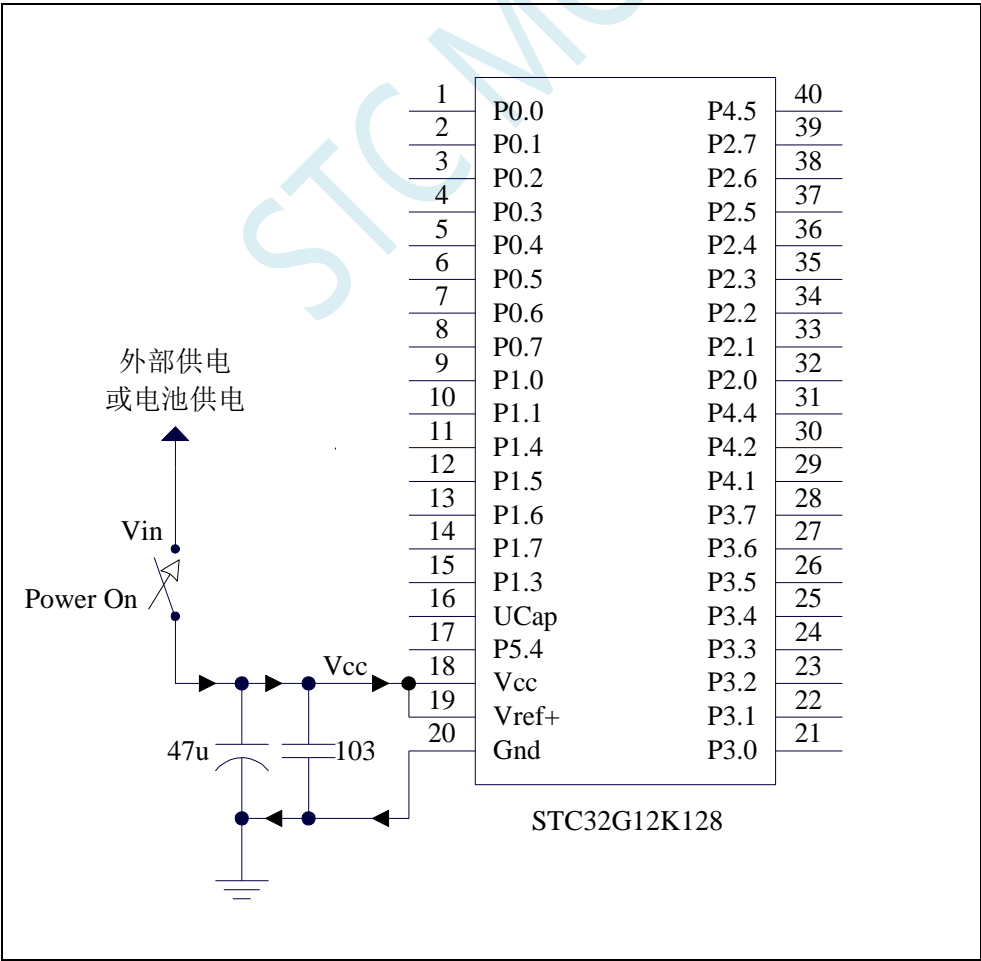 STC MC
1 P0.0 P4.5 40
2 P0.1 P2.7 39
3 P0.2 P2.6 38
4 P0.3 P2.5 37
5 P0.4 P2.4 36
6 P0.5 P2.3 35
7 P0.6 P2.2 34
8 P0.7 P2.1 33
9 P1.0 P2.0 32
10 P1.1 P4.4 31
11 P1.4 P4.2 30
12 P1.5 P4.1 29
13 P1.6 P3.7 28
14 P1.7 P3.6 27
15 P1.3 P3.5 26
16 UCap P3.4 25
17 P5.4 P3.3 24
18 Vcc P3.2 23
19 Vref+ P3.1 22
20 Gnd P3.0 21
外部供电
或电池供电
Vin
Power On
Vcc
47u
103
STC32G12K128